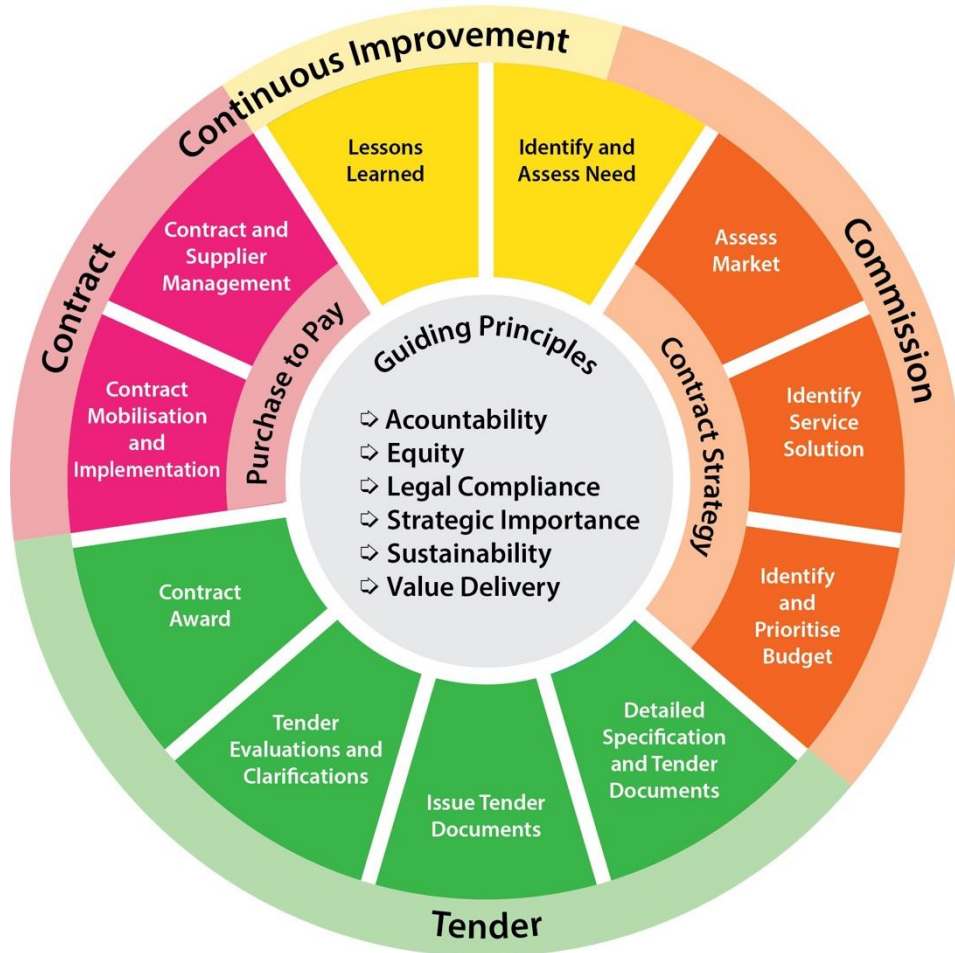 Continuous Improvement
Lessons
Learned
Identify and
Assess Need
Commission
Assess
Market
Identify
Service
Solution
Identify
and
Prioritise
Budget
Contract Strategy
Tender
Detailed
Specification
and Tender
Documents
Issue Tender
Documents
Tender
Evaluations and
Clarifications
Contract
Award
Contract
Contract
Mobilisation
and
Implementation
Contract and
Supplier
Management
Purchase to Pay
Guiding Principles
➩ Acountability
➩ Equity
➩ Legal Compliance
➩ Strategic Importance
➩ Sustainability
➩ Value Delivery